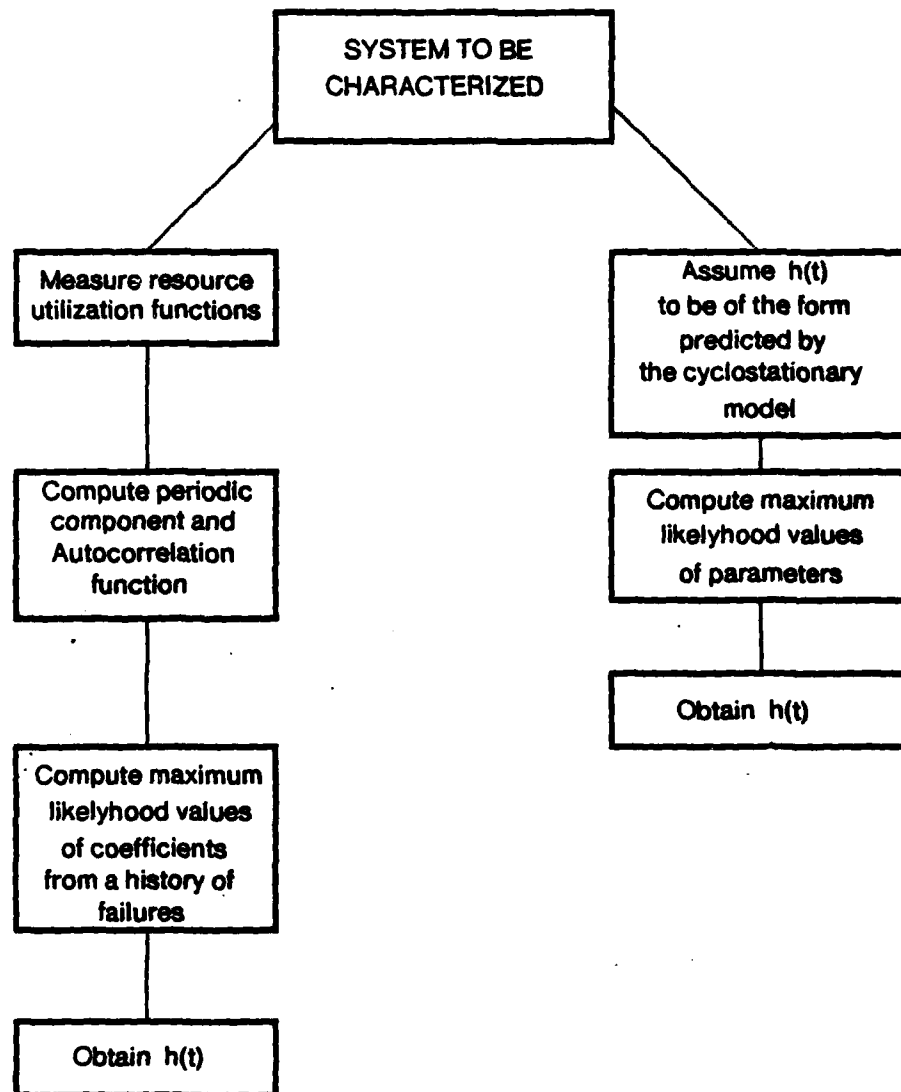 SYSTEM TO BE
CHARACTERIZED
Measure resource
utilization functions
Compute periodic
component and
Autocorrelation
function
Compute maximum
likelyhood values
of coefficients
from a history of
failures
Obtain h(t)
Assume h(t)
to be of the form
predicted by
the cyclostationary
model
Compute maximum
likelyhood values
of parameters
Obtain h(t)